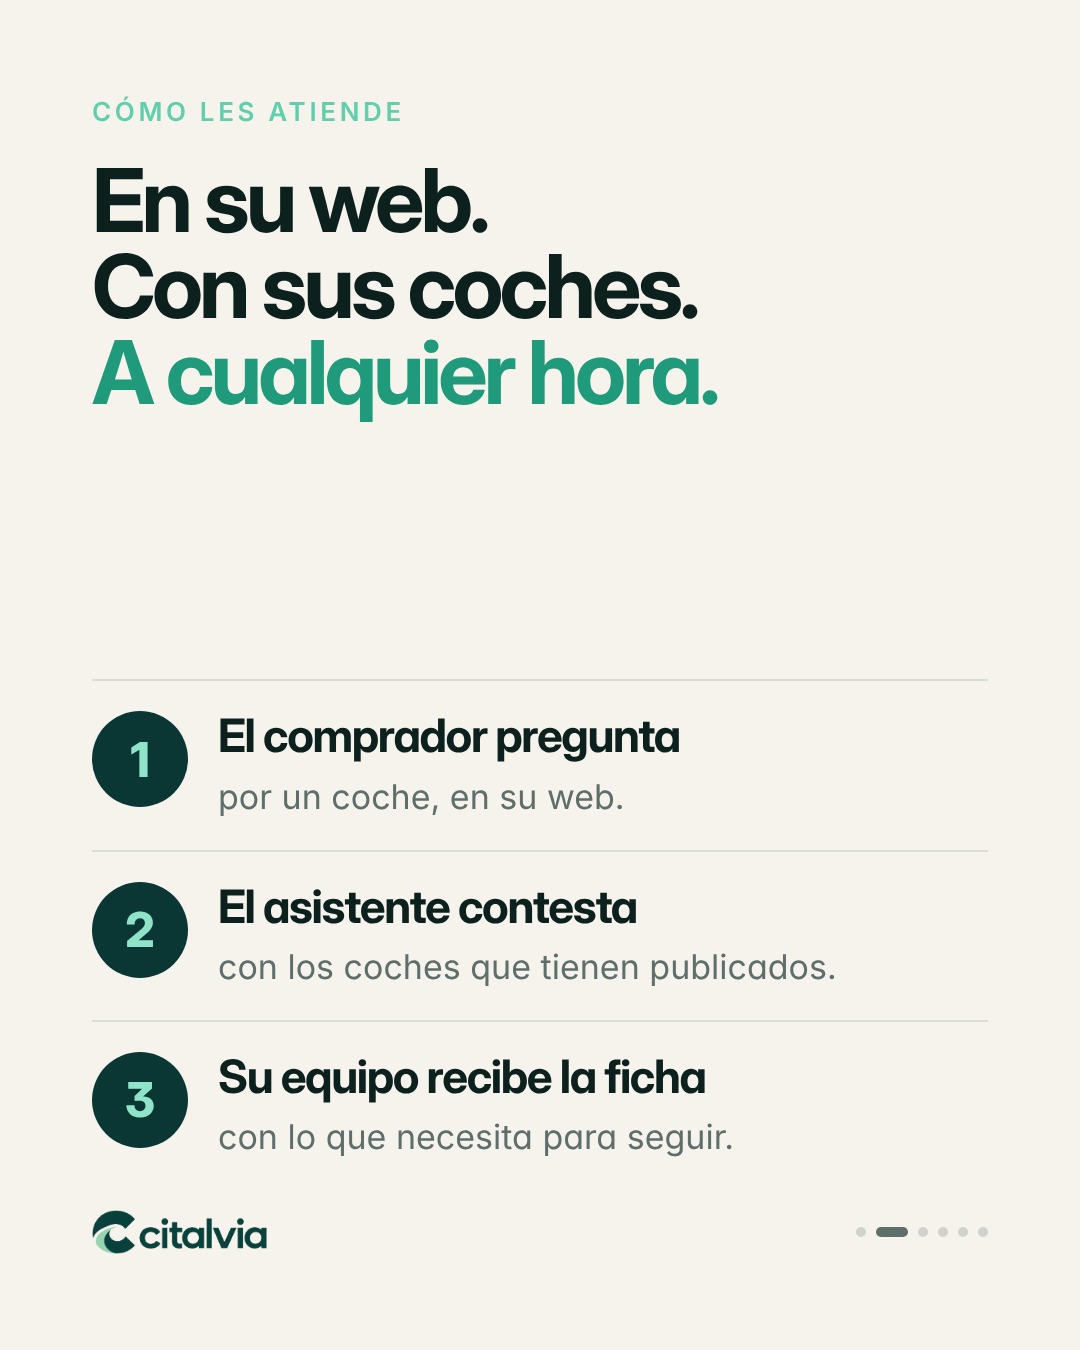 CÓMO LES ATIENDE
En su web.
Con sus coches.
A cualquier hora.
1
El comprador pregunta
por un coche, en su web.
2
El asistente contesta
con los coches que tienen publicados.
3
Su equipo recibe la ficha
con lo que necesita para seguir.
citalvia